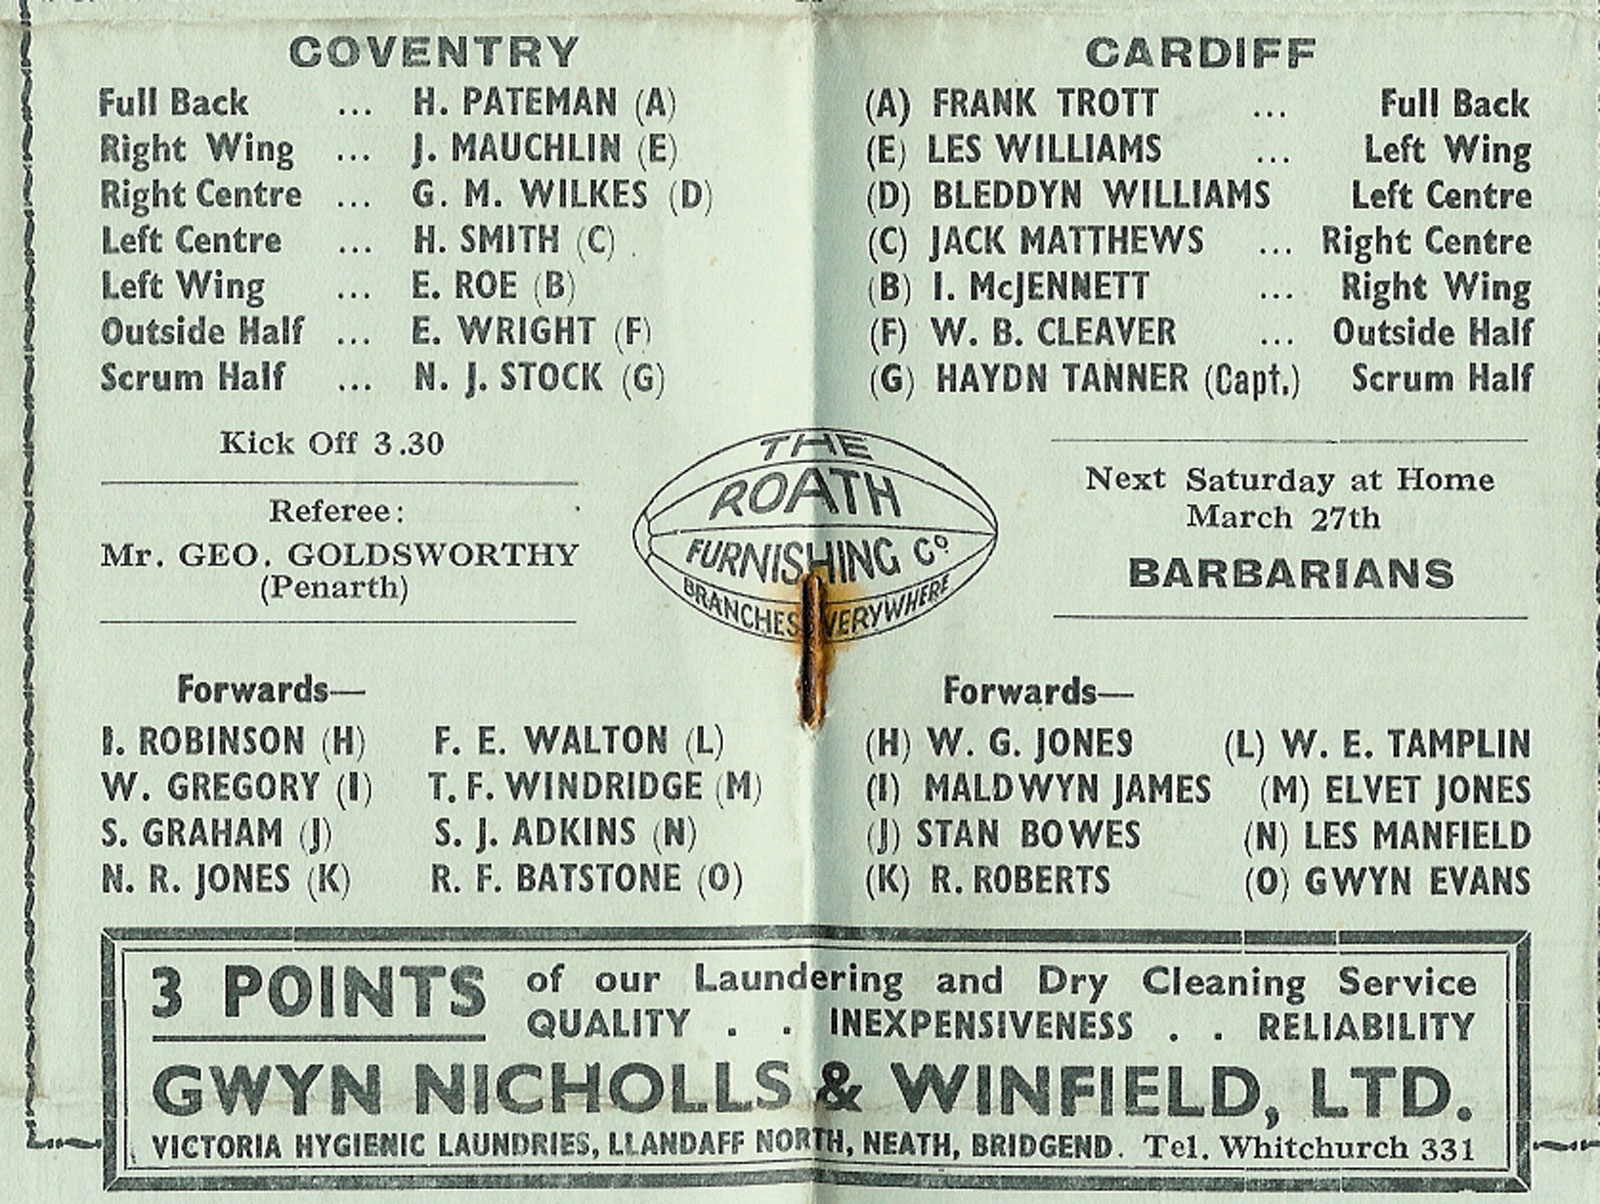 COVENTRY
Full Back ... H. PATEMAN (A)
Right Wing ... J. MAUCHLIN (E)
Right Centre ... G. M. WILKES (D)
Left Centre ... H. SMITH (C)
Left Wing ... E. ROE (B)
Outside Half ... E. WRIGHT (F)
Scrum Half ... N. J. STOCK (G)
Kick Off 3.30
Referee:
Mr. GEO. GOLDSWORTHY
(Penarth)
Forwards—
I. ROBINSON (H) F. E. WALTON (L)
W. GREGORY (I) T. F. WINDRIDGE (M)
S. GRAHAM (J) S. J. ADKINS (N)
N. R. JONES (K) R. F. BATSTONE (O)
THE
ROATH
FURNISHING Co
BRANCHES EVERYWHERE
CARDIFF
(A) FRANK TROTT ... Full Back
(E) LES WILLIAMS ... Left Wing
(D) BLEDDYN WILLIAMS Left Centre
(C) JACK MATTHEWS ... Right Centre
(B) I. McJENNETT ... Right Wing
(F) W. B. CLEAVER ... Outside Half
(G) HAYDN TANNER (Capt.) Scrum Half
Next Saturday at Home
March 27th
BARBARIANS
Forwards—
(H) W. G. JONES (L) W. E. TAMPLIN
(I) MALDWYN JAMES (M) ELVET JONES
(J) STAN BOWES (N) LES MANFIELD
(K) R. ROBERTS (O) GWYN EVANS
3 POINTS of our Laundering and Dry Cleaning Service
QUALITY . . INEXPENSIVENESS . . RELIABILITY
GWYN NICHOLLS & WINFIELD, LTD.
VICTORIA HYGIENIC LAUNDRIES, LLANDAFF NORTH, NEATH, BRIDGEND. Tel. Whitchurch 331